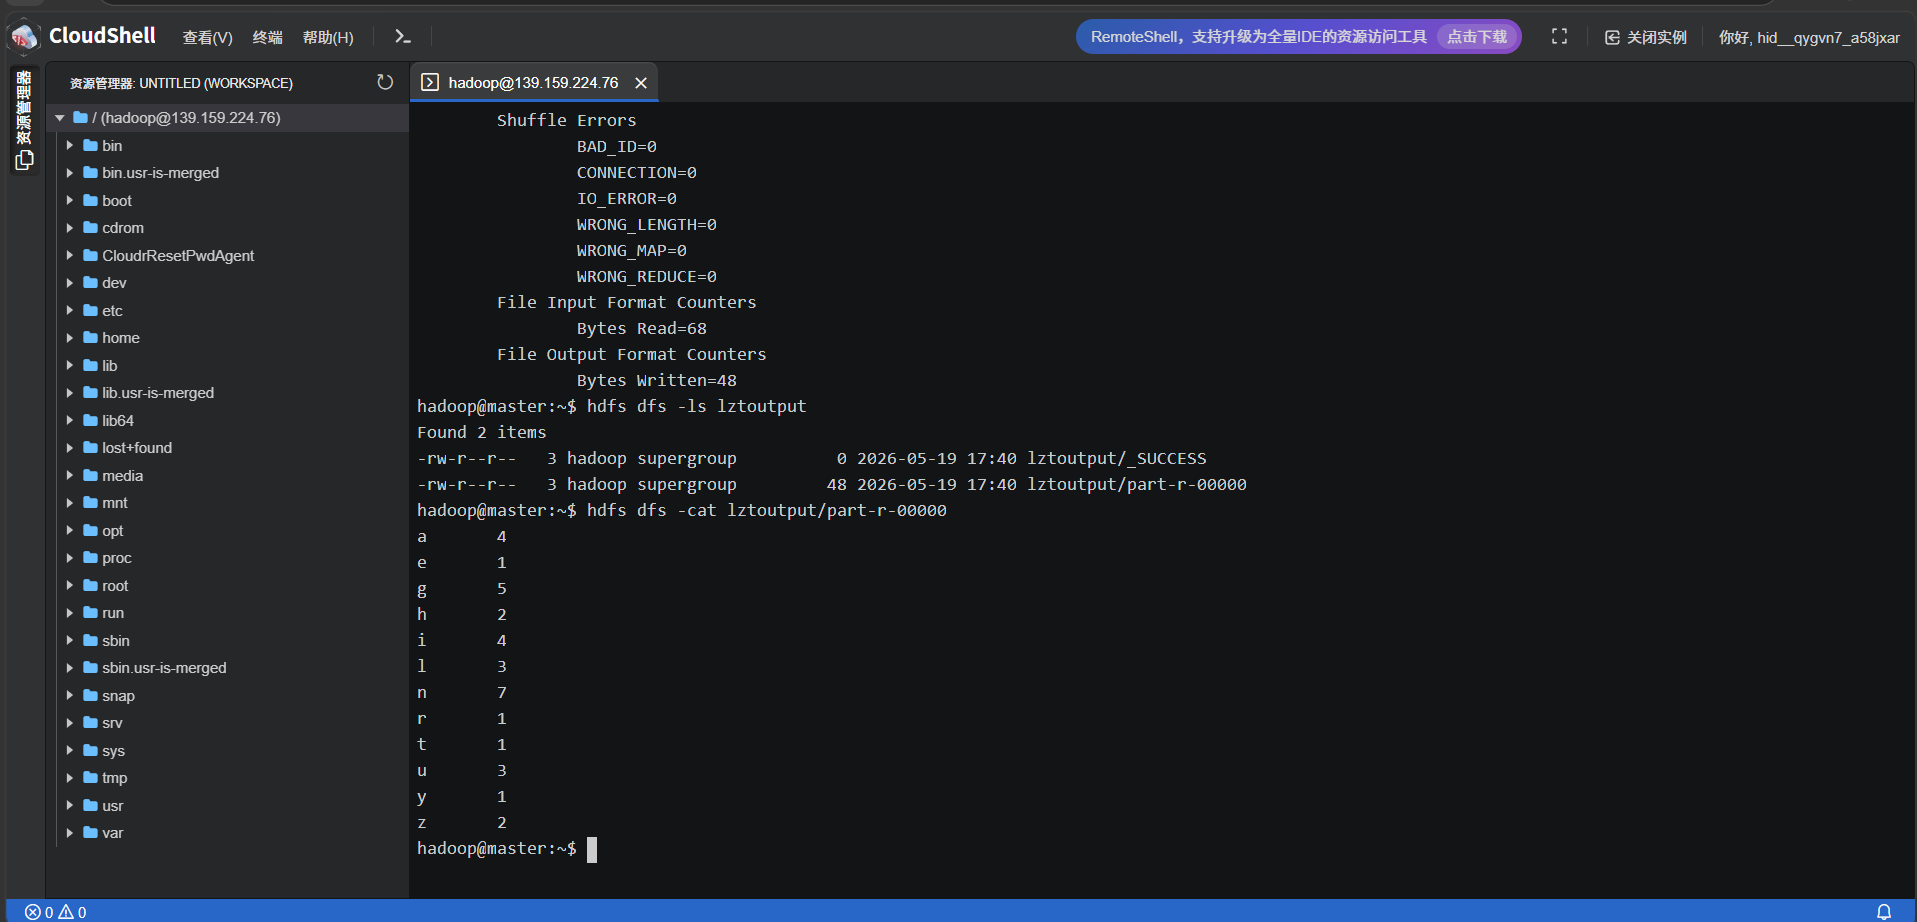 CloudShell 查看(V) 终端 帮助(H) RemoteShell，支持升级为全量IDE的资源访问工具 点击下载 关闭实例 你好, hid__qygvn7_a58jxar
资源管理器
资源管理器: UNTITLED (WORKSPACE)
/ (hadoop@139.159.224.76)
bin
bin.usr-is-merged
boot
cdrom
CloudrResetPwdAgent
dev
etc
home
lib
lib.usr-is-merged
lib64
lost+found
media
mnt
opt
proc
root
run
sbin
sbin.usr-is-merged
snap
srv
sys
tmp
usr
var
hadoop@139.159.224.76
Shuffle Errors
BAD_ID=0
CONNECTION=0
IO_ERROR=0
WRONG_LENGTH=0
WRONG_MAP=0
WRONG_REDUCE=0
File Input Format Counters
Bytes Read=68
File Output Format Counters
Bytes Written=48
hadoop@master:~$ hdfs dfs -ls lztoutput
Found 2 items
-rw-r--r--   3 hadoop supergroup          0 2026-05-19 17:40 lztoutput/_SUCCESS
-rw-r--r--   3 hadoop supergroup         48 2026-05-19 17:40 lztoutput/part-r-00000
hadoop@master:~$ hdfs dfs -cat lztoutput/part-r-00000
a       4
e       1
g       5
h       2
i       4
l       3
n       7
r       1
t       1
u       3
y       1
z       2
hadoop@master:~$
0 0